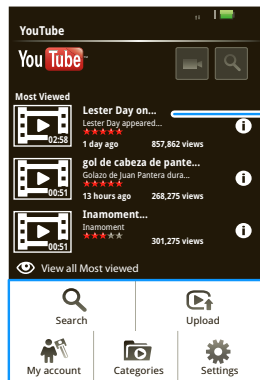 YouTube
You Tube™
Most Viewed
Lester Day on...
Lester Day appeared...
02:58
1 day ago 857,862 views
gol de cabeza de pante...
Golazo de Juan Pantera dura...
00:51
13 hours ago 268,275 views
Inamoment...
Inamoment
00:51
301,275 views
View all Most viewed
Search Upload
My account Categories Settings